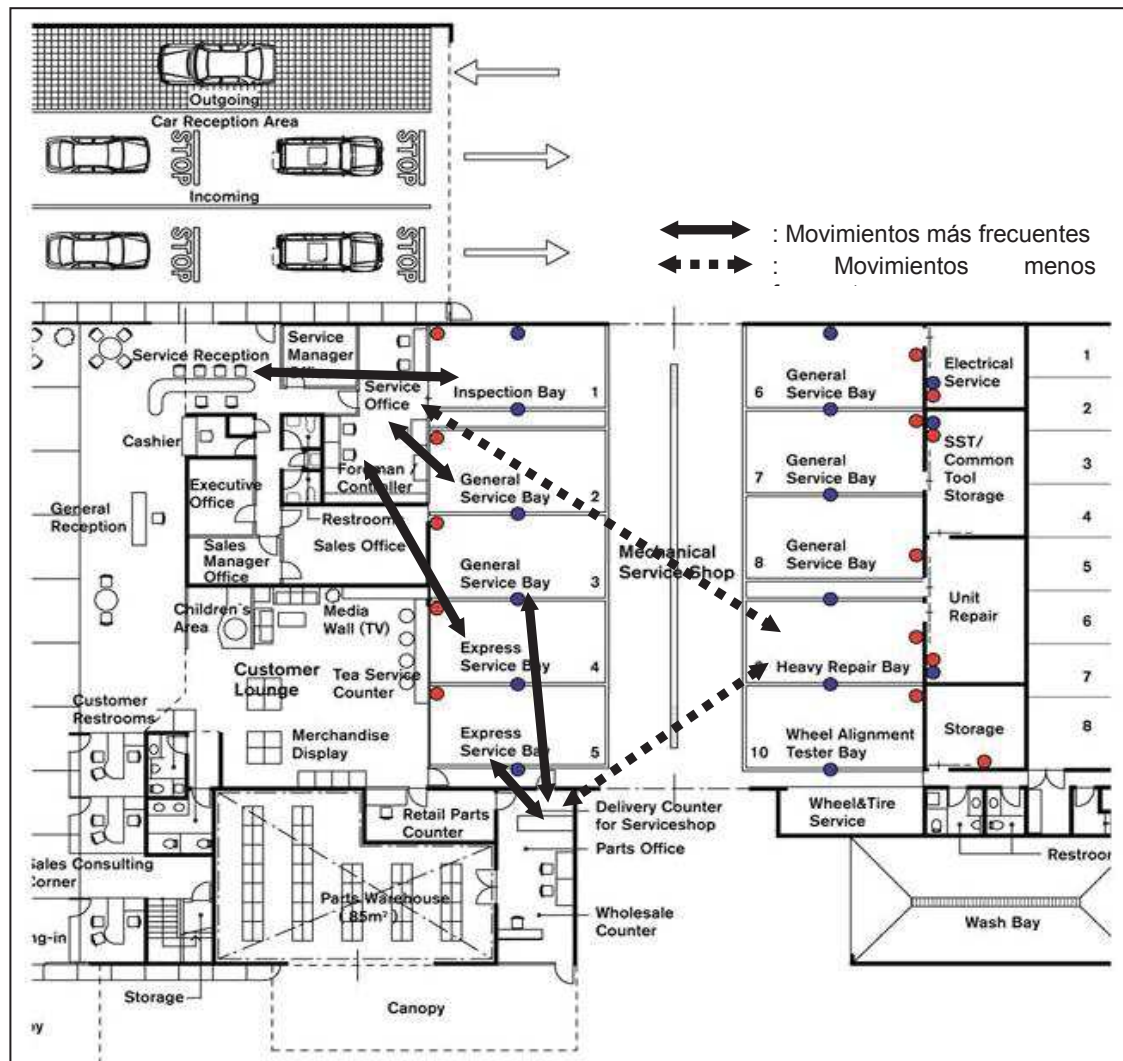 Outgoing
Car Reception Area
STOP
STOP
Incoming
STOP
STOP
: Movimientos más frecuentes
: Movimientos menos
Service Reception
Service
Manager
Service
Office
Cashier
Foreman /
Controller
Executive
Office
General
Reception
Restrooms
Sales
Manager
Office
Sales Office
Children's
Area
Media
Wall (TV)
Customer
Lounge
Tea Service
Counter
Customer
Restrooms
Merchandise
Display
Inspection Bay 1
General
Service Bay 2
General
Service Bay 3
Express
Service Bay 4
Express
Service Bay 5
Mechanical
Service Shop
General
6 Service Bay
General
7 Service Bay
General
8 Service Bay
Heavy Repair Bay
Wheel Alignment
10 Tester Bay
Electrical
Service
SST/
Common
Tool
Storage
Unit
Repair
Storage
1
2
3
4
5
6
7
8
Retail Parts
Counter
Delivery Counter
for Serviceshop
Parts Office
Wholesale
Counter
Parts Warehouse
( 85m² )
Wheel&Tire
Service
Restroom
Wash Bay
Sales Consulting
Corner
ng-in
Storage
Canopy